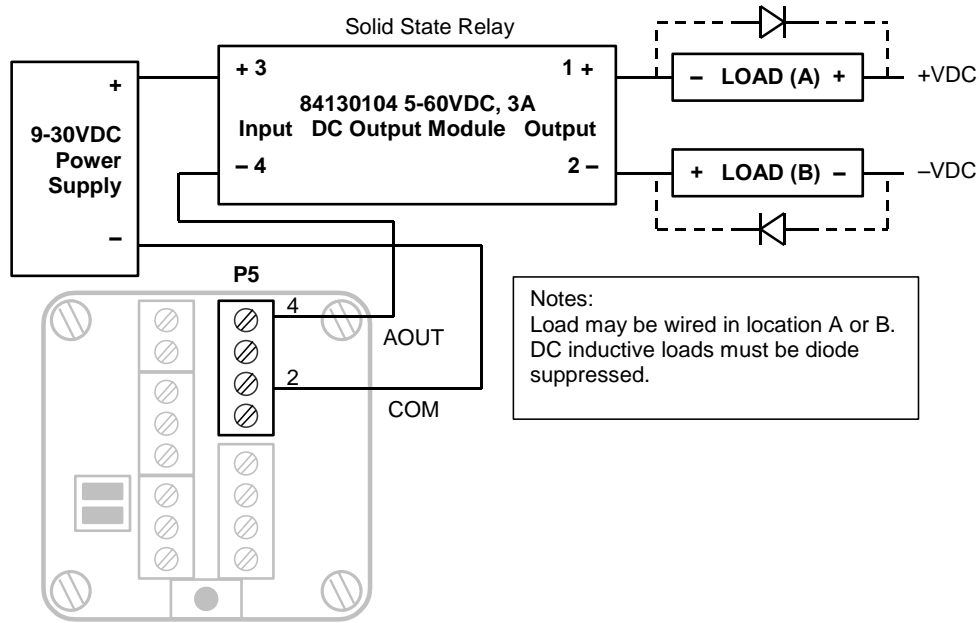 Solid State Relay
+
9-30VDC
Power
Supply
–
+ 3
1 +
84130104 5-60VDC, 3A
Input DC Output Module Output
– 4
2 –
– LOAD (A) +
+VDC
+ LOAD (B) –
–VDC
P5
4
AOUT
2
COM
Notes:
Load may be wired in location A or B.
DC inductive loads must be diode
suppressed.